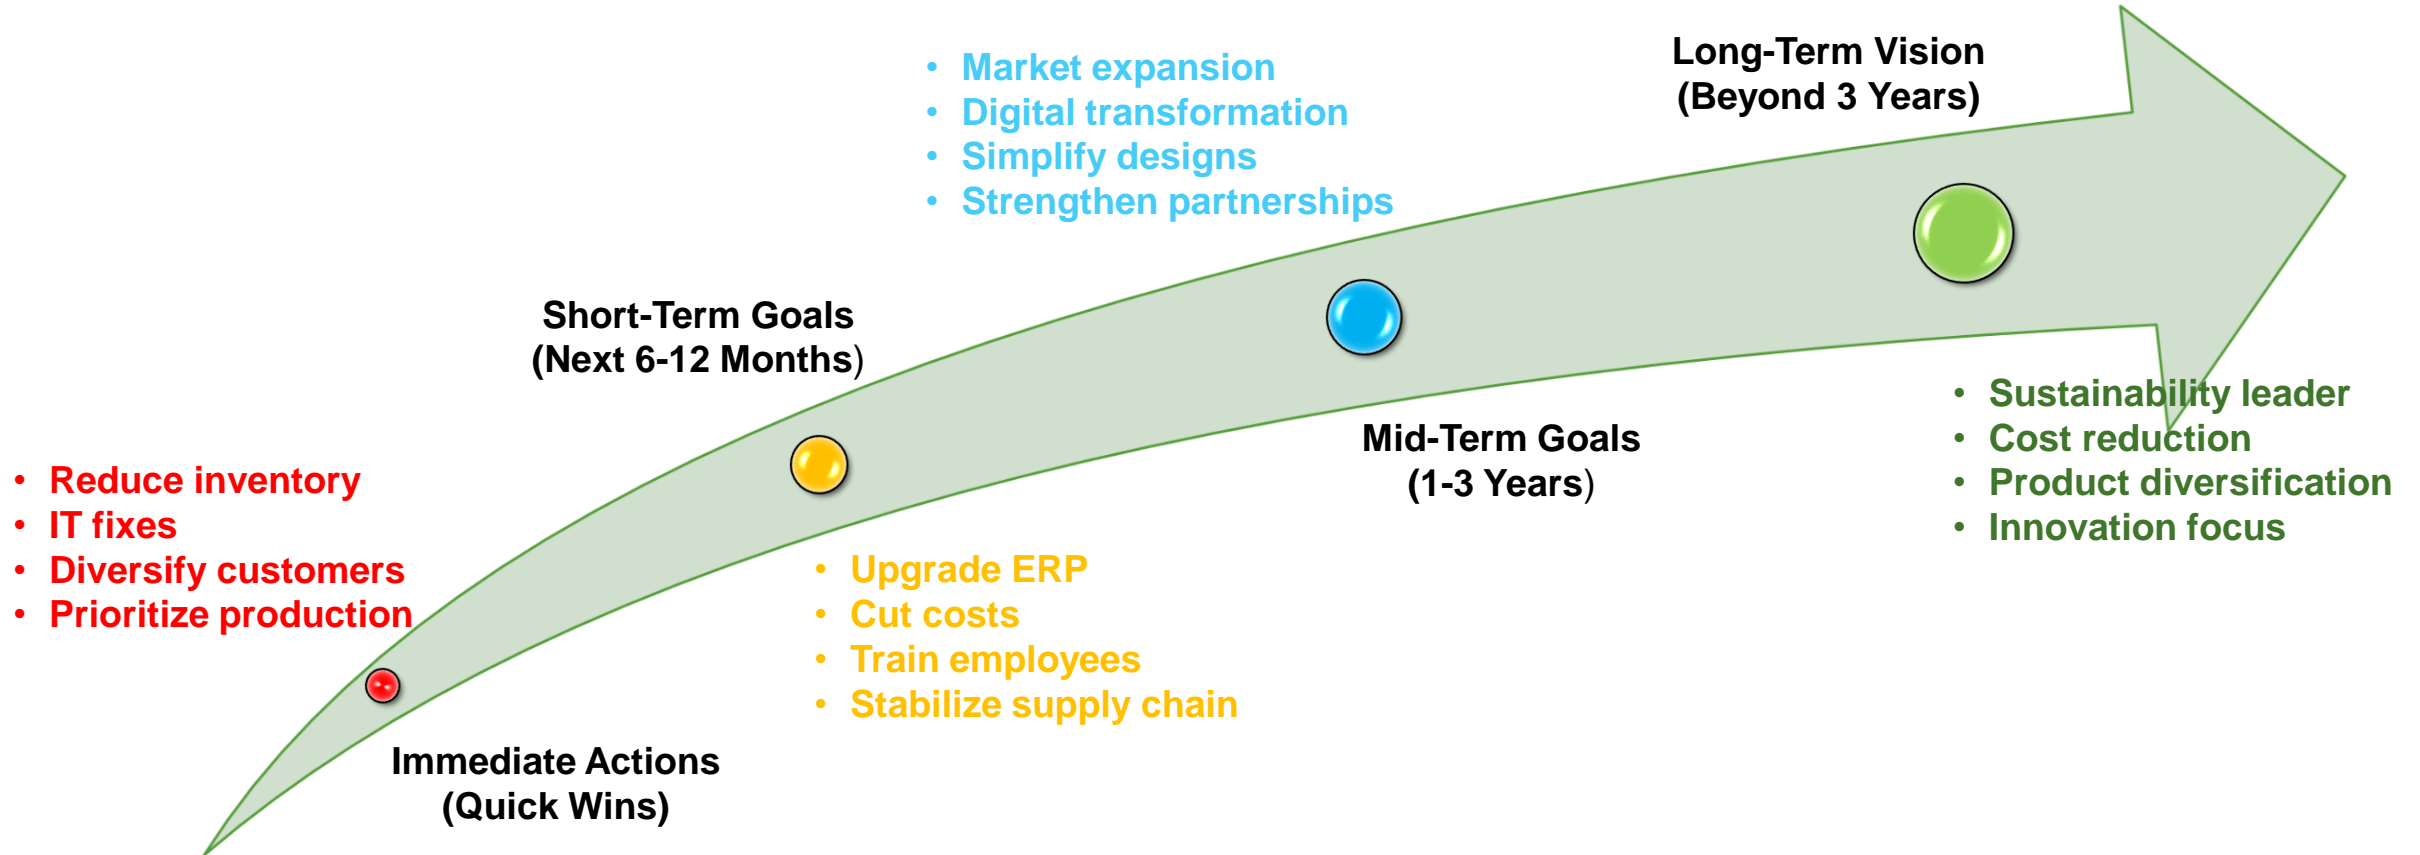 • Reduce inventory
• IT fixes
• Diversify customers
• Prioritize production
Immediate Actions
(Quick Wins)
Short-Term Goals
(Next 6-12 Months)
• Upgrade ERP
• Cut costs
• Train employees
• Stabilize supply chain
• Market expansion
• Digital transformation
• Simplify designs
• Strengthen partnerships
Mid-Term Goals
(1-3 Years)
Long-Term Vision
(Beyond 3 Years)
• Sustainability leader
• Cost reduction
• Product diversification
• Innovation focus